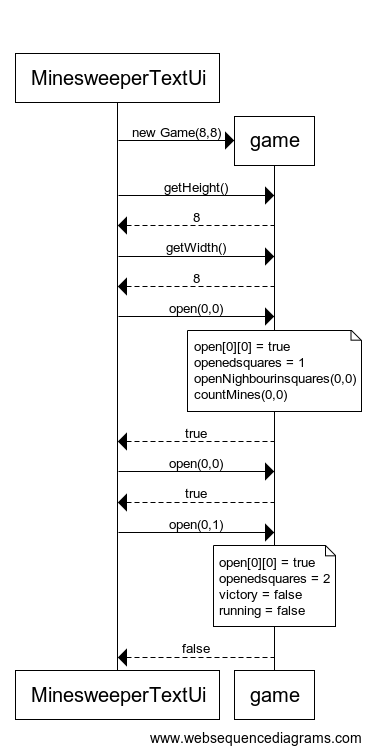 MinesweeperTextUi
new Game(8,8)
game
getHeight()
8
getWidth()
8
open(0,0)
open[0][0] = true
openedsquares = 1
openNighbourinsquares(0,0)
countMines(0,0)
true
open(0,0)
true
open(0,1)
open[0][0] = true
openedsquares = 2
victory = false
running = false
false
MinesweeperTextUi
game
www.websequencediagrams.com